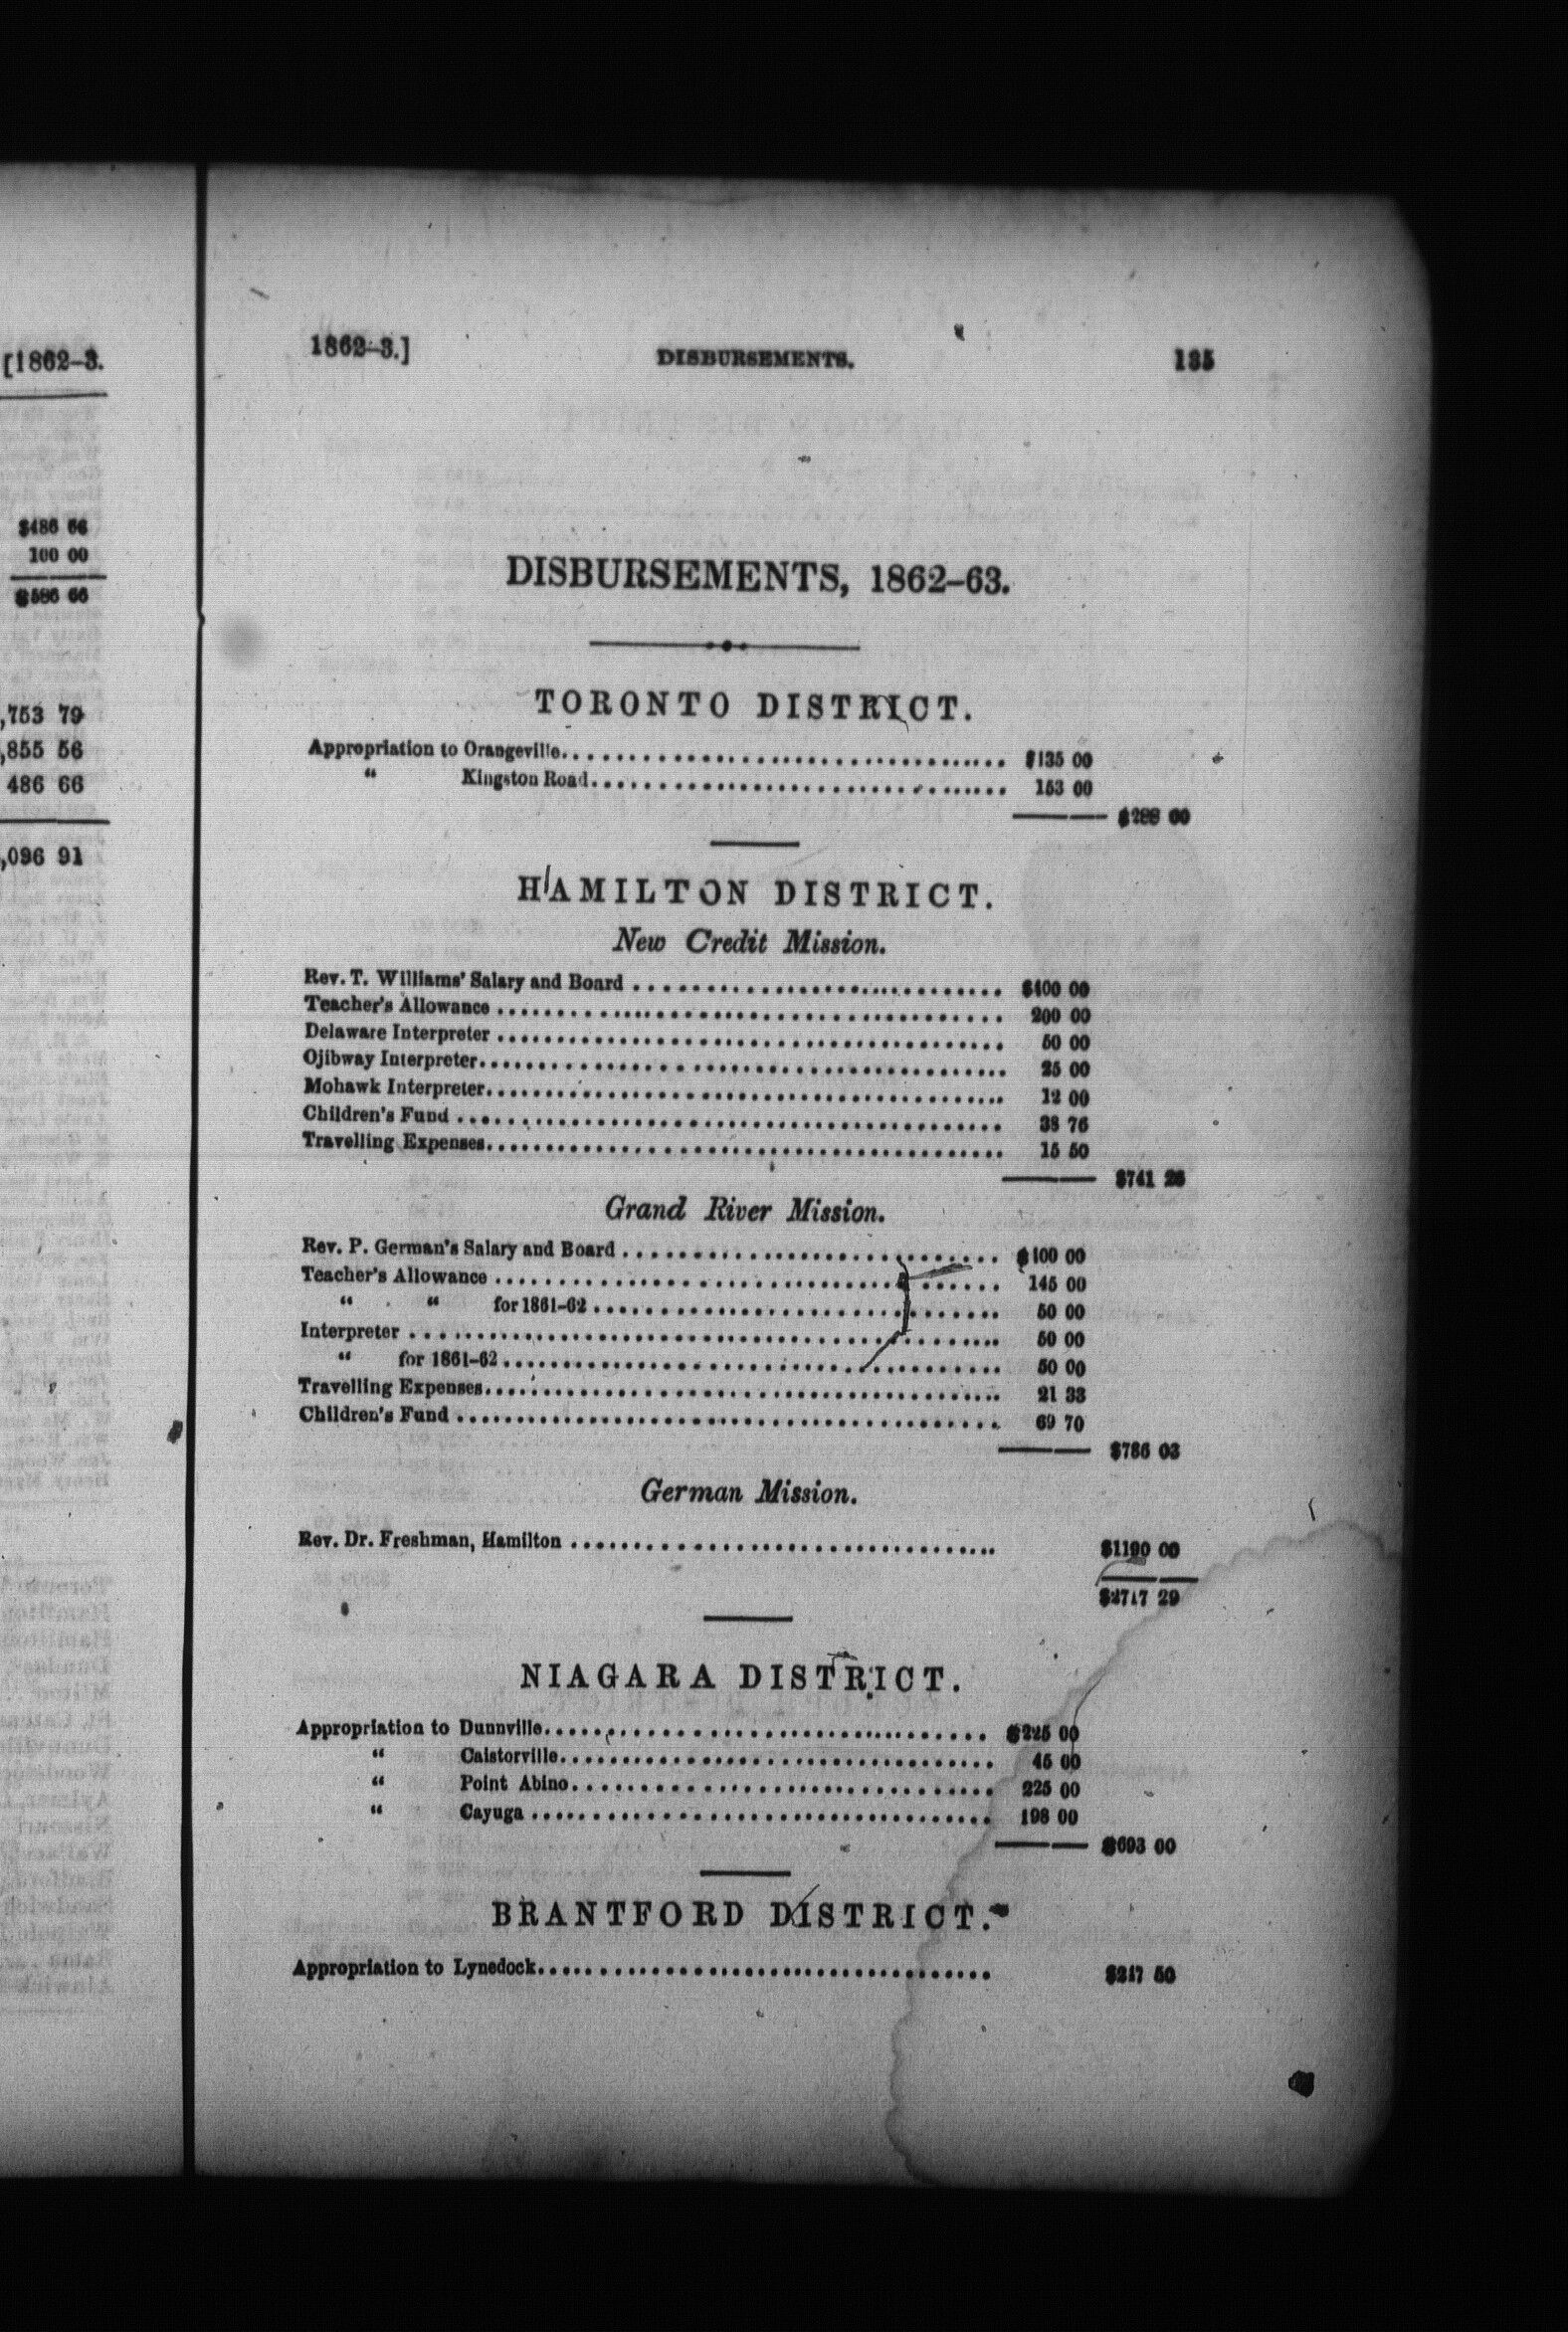 [1862-3.
$486 66
100 00
$586 66
,753 79
,855 56
486 66
,096 91
1862-3.] DISBURSEMENTS. 135
DISBURSEMENTS, 1862-63.
TORONTO DISTRICT.
Appropriation to Orangeville. $135 00
“ Kingston Road. 153 00
$288 00
HAMILTON DISTRICT.
New Credit Mission.
Rev. T. Williams' Salary and Board $400 00
Teacher's Allowance 200 00
Delaware Interpreter 50 00
Ojibway Interpreter. 25 00
Mohawk Interpreter. 12 00
Children's Fund 38 76
Travelling Expenses. 15 50
$741 26
Grand River Mission.
Rev. P. German's Salary and Board $400 00
Teacher's Allowance 145 00
“ “ for 1861-62 50 00
Interpreter 50 00
“ for 1861-62 50 00
Travelling Expenses. 21 33
Children's Fund 69 70
$786 03
German Mission.
Rev. Dr. Freshman, Hamilton $1190 00
$2717 29
NIAGARA DISTRICT.
Appropriation to Dunnville. $225 00
“ Caistorville. 45 00
“ Point Abino. 225 00
“ Cayuga 198 00
$693 00
BRANTFORD DISTRICT.
Appropriation to Lynedock. $217 50